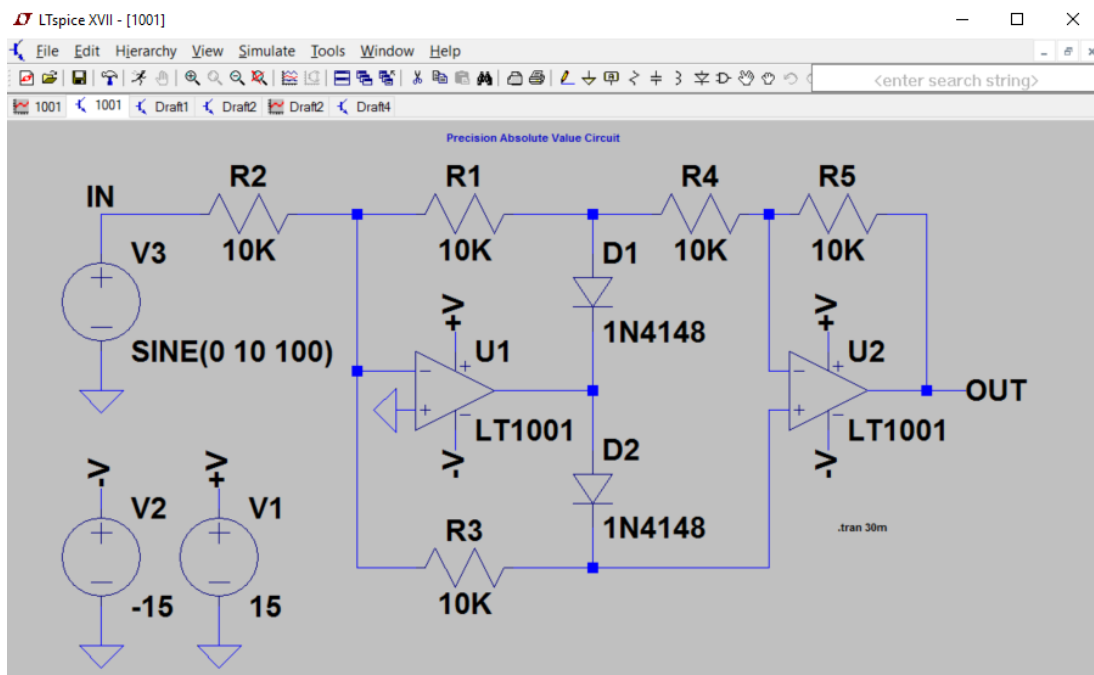 LTspice XVII - [1001]
File Edit Hierarchy View Simulate Tools Window Help
<enter search string>
1001 1001 Draft1 Draft2 Draft2 Draft4
Precision Absolute Value Circuit
IN R2 R1 R4 R5
V3 10K 10K D1 10K 10K
+V +V
1N4148
SINE(0 10 100) U1 U2
− − OUT
+ +
LT1001 LT1001
-V +V -V D2 -V
V2 V1
R3 1N4148 .tran 30m
-15 15 10K